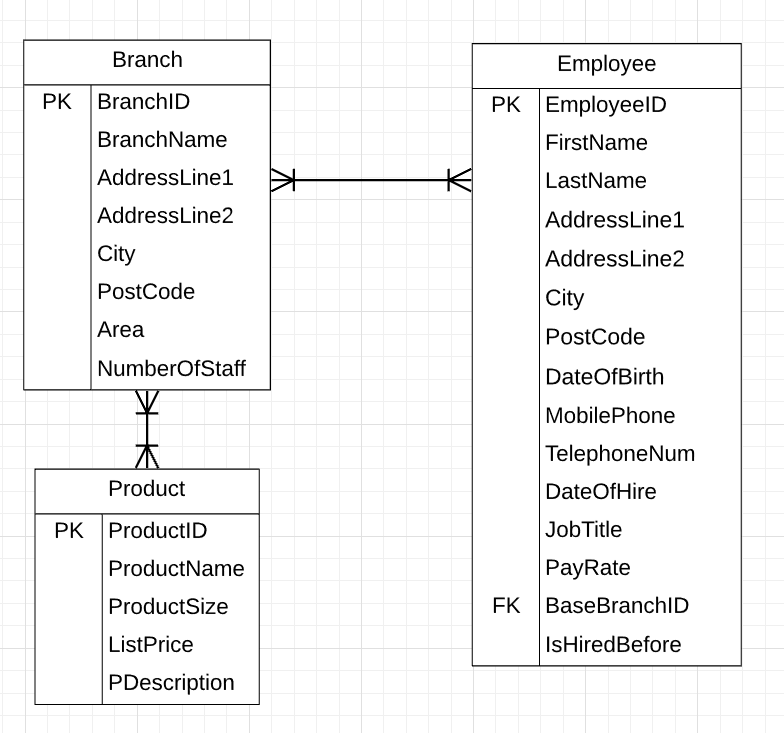 Branch
PK BranchID
BranchName
AddressLine1
AddressLine2
City
PostCode
Area
NumberOfStaff
Employee
PK EmployeeID
FirstName
LastName
AddressLine1
AddressLine2
City
PostCode
DateOfBirth
MobilePhone
TelephoneNum
DateOfHire
JobTitle
PayRate
FK BaseBranchID
IsHiredBefore
Product
PK ProductID
ProductName
ProductSize
ListPrice
PDescription